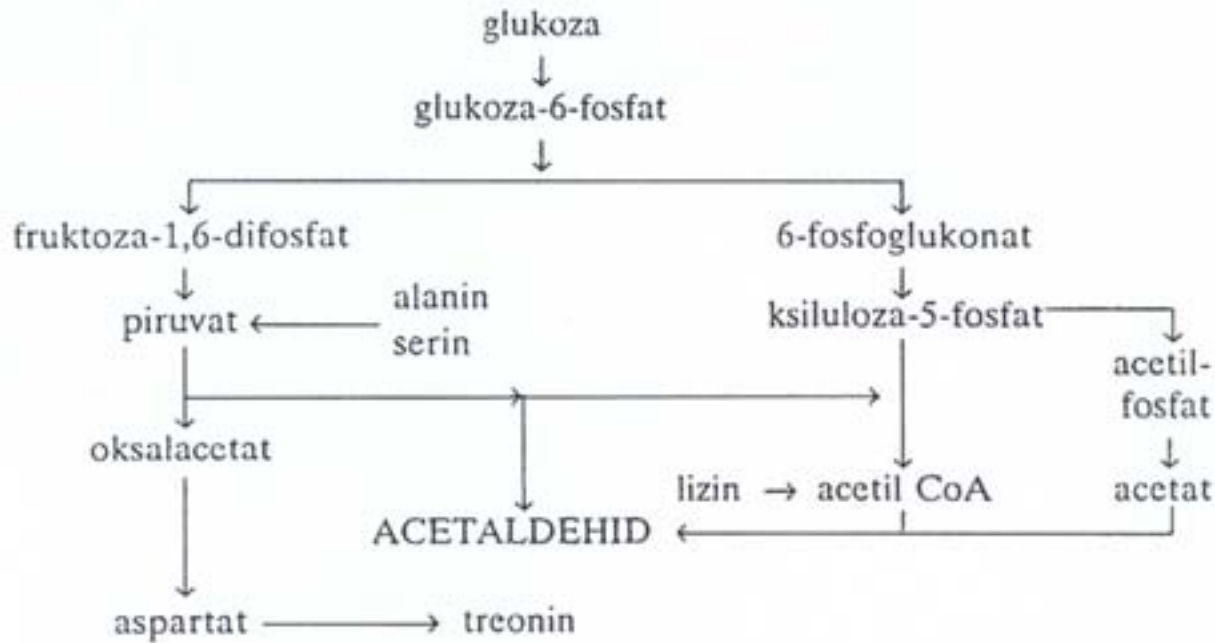 glukoza
glukoza-6-fosfat
fruktoza-1,6-difosfat
6-fosfoglukonat
alanin
piruvat
serin
ksiluloza-5-fosfat
acetil-
fosfat
oksalacetat
lizin → acetil CoA
acetat
ACETALDEHID
aspartat
treonin